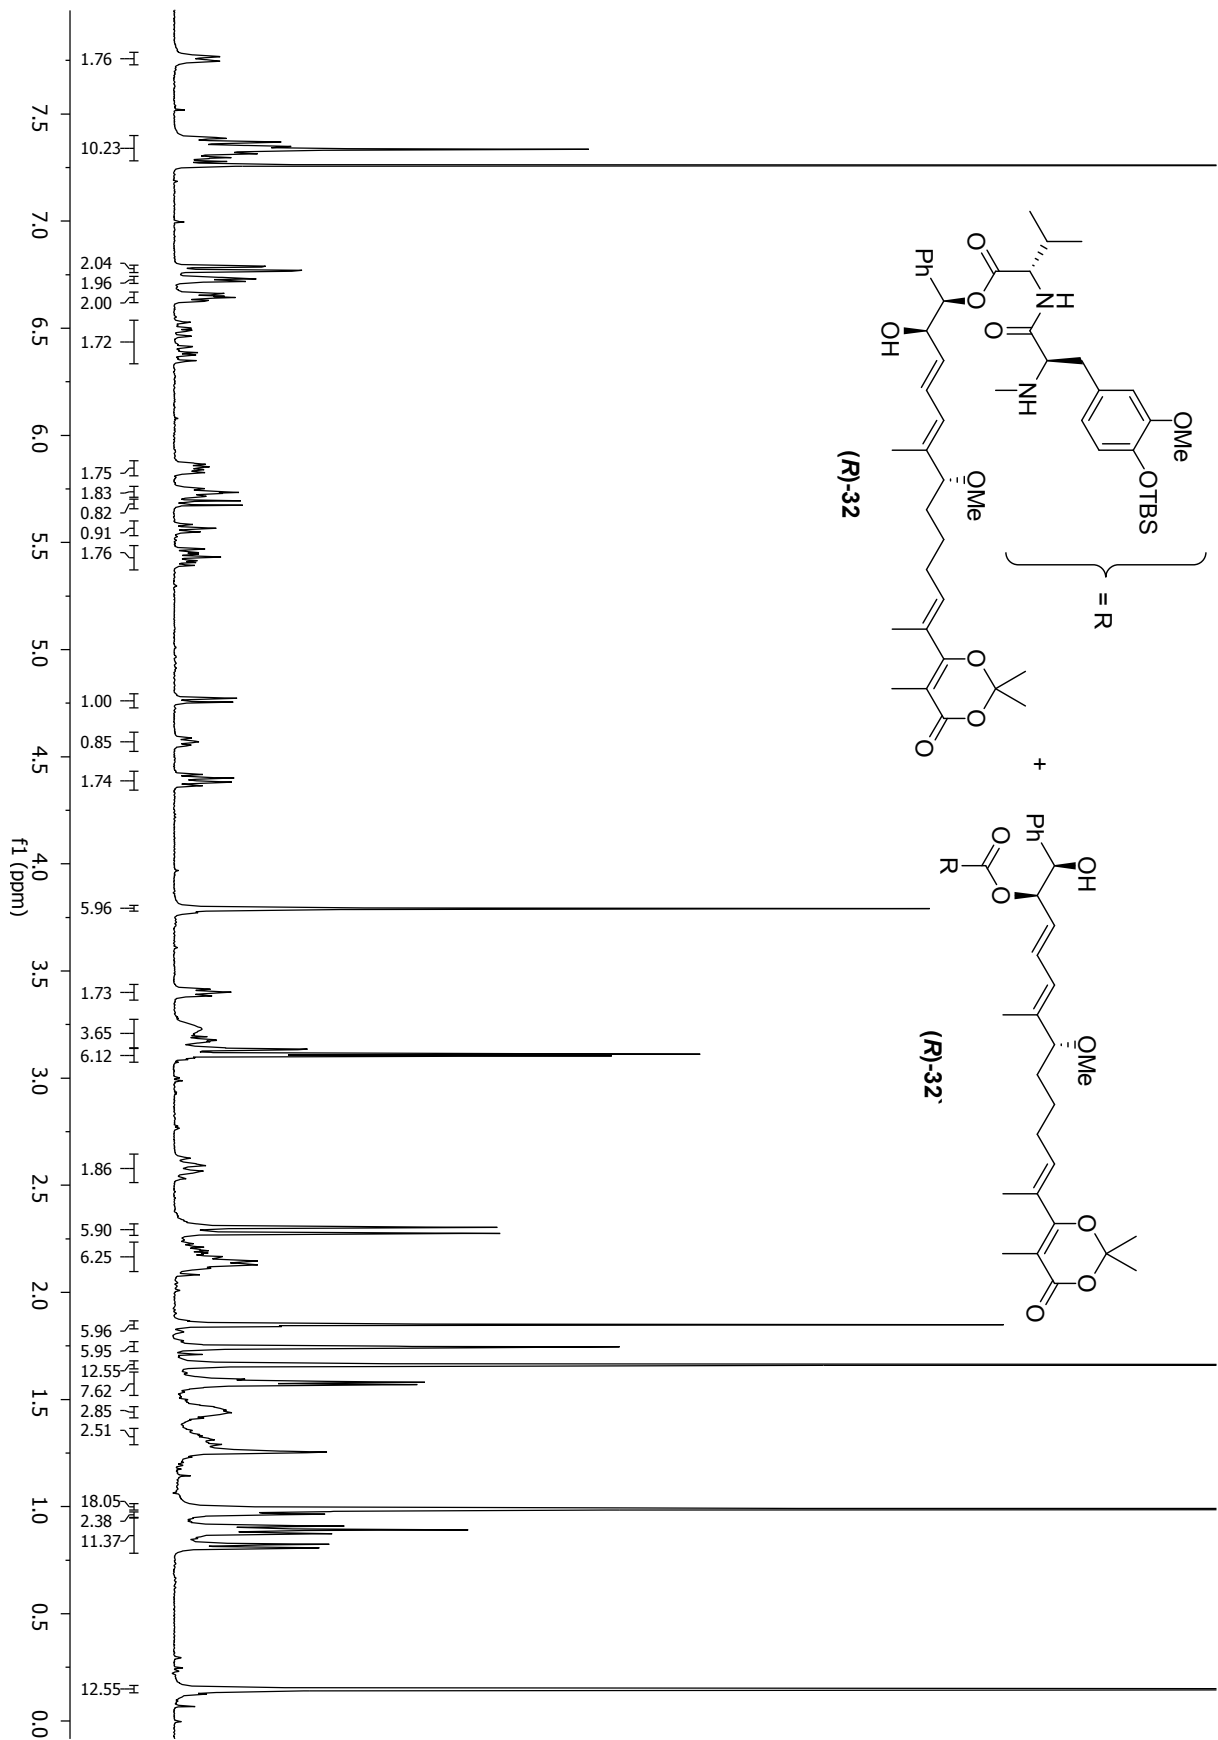 OMe
OTBS
= R
H
N
O
O
O
NH
Ph
OH
OMe
O
O
O
(R)-32
+
Ph
OH
O
O
R
OMe
O
O
O
(R)-32`
1.76
10.23
2.04
1.96
2.00
1.72
1.75
1.83
0.82
0.91
1.76
1.00
0.85
1.74
5.96
1.73
3.65
6.12
1.86
5.90
6.25
5.96
5.95
12.55
7.62
2.85
2.51
18.05
2.38
11.37
12.55
7.5 7.0 6.5 6.0 5.5 5.0 4.5 4.0 3.5 3.0 2.5 2.0 1.5 1.0 0.5 0.0
f1 (ppm)